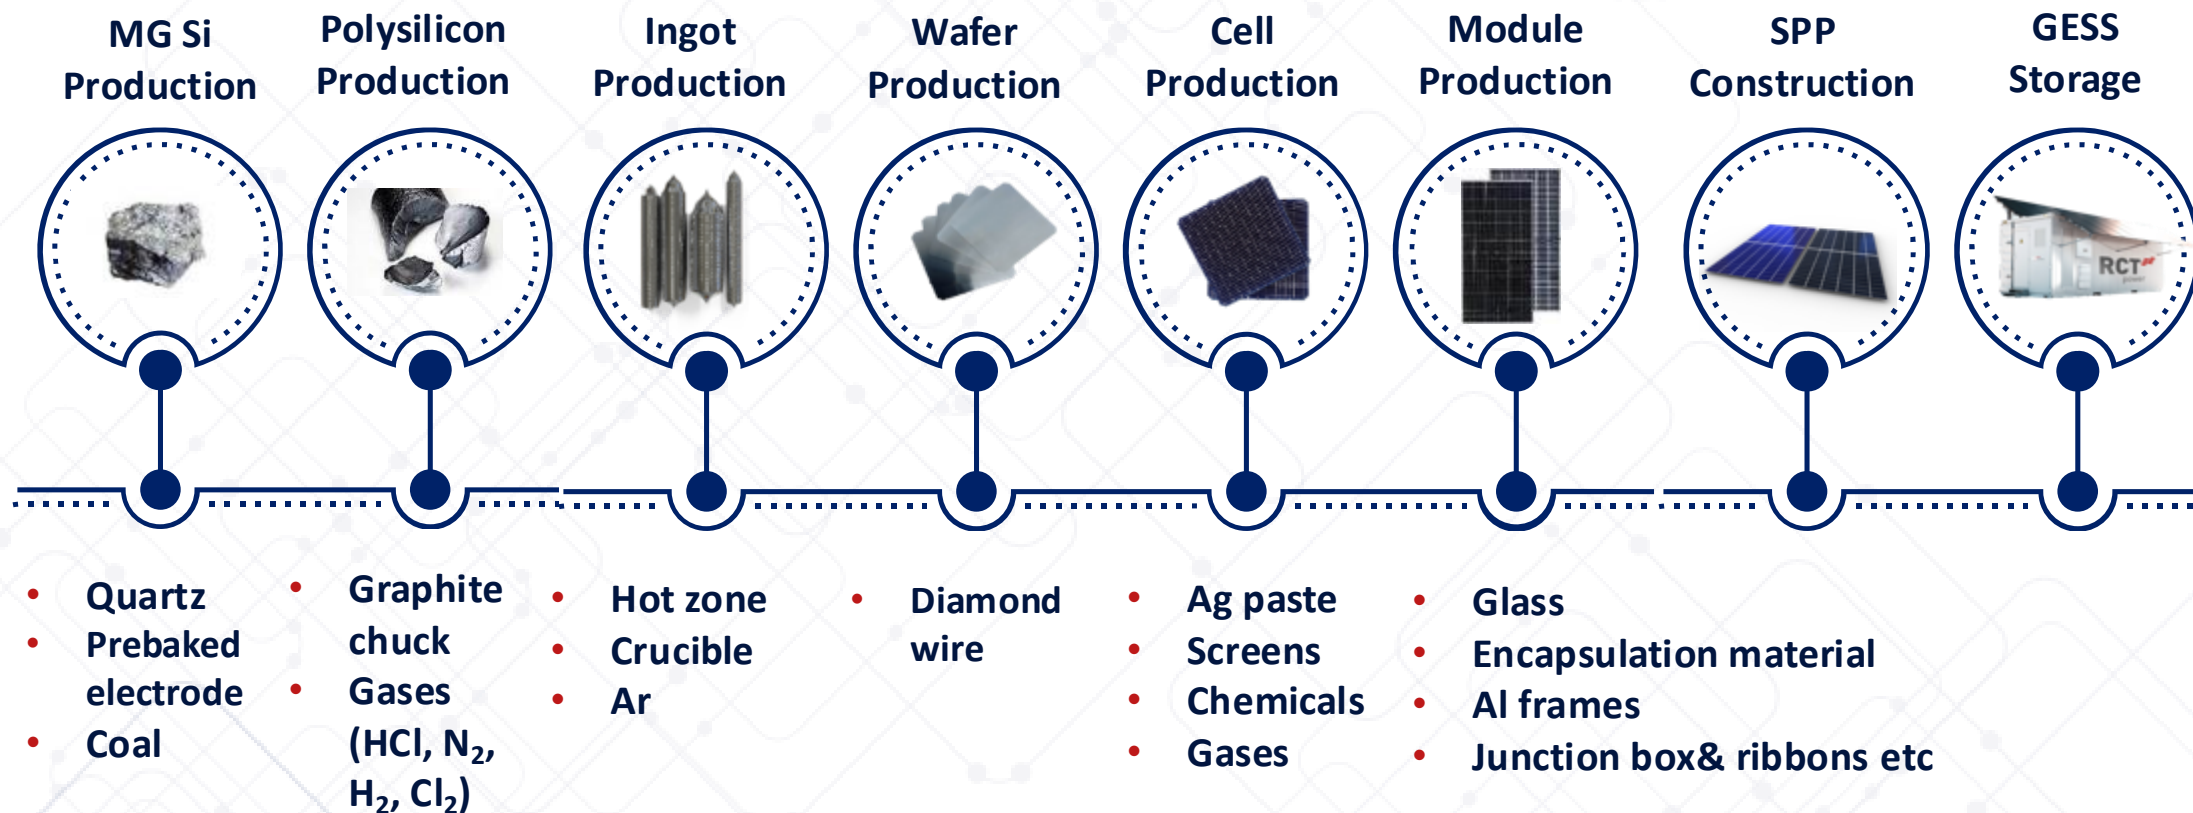 MG Si
Production
Polysilicon
Production
Ingot
Production
Wafer
Production
Cell
Production
Module
Production
SPP
Construction
GESS
Storage
RCT
power
• Quartz
• Prebaked
electrode
• Coal
• Graphite
chuck
• Gases
(HCl, N₂,
H₂, Cl₂)
• Hot zone
• Crucible
• Ar
• Diamond
wire
• Ag paste
• Screens
• Chemicals
• Gases
• Glass
• Encapsulation material
• Al frames
• Junction box& ribbons etc